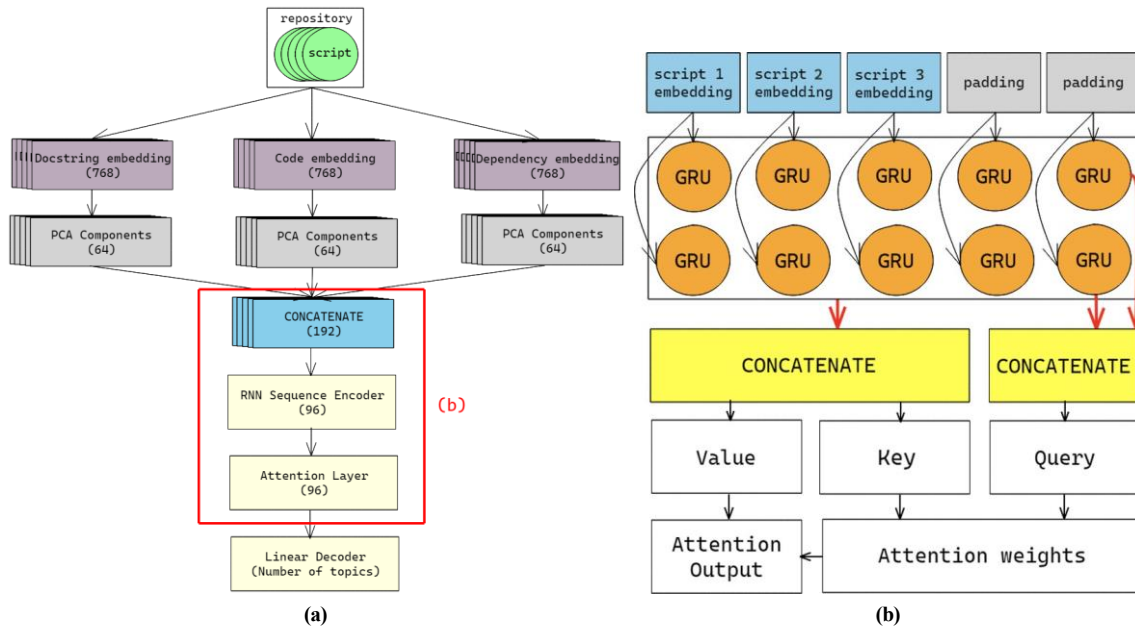 repository
script
Docstring embedding
(768)
Code embedding
(768)
Dependency embedding
(768)
PCA Components
(64)
PCA Components
(64)
PCA Components
(64)
CONCATENATE
(192)
RNN Sequence Encoder
(96)
(b)
Attention Layer
(96)
Linear Decoder
(Number of topics)
(a)
script 1
embedding
script 2
embedding
script 3
embedding
padding
padding
GRU
GRU
GRU
GRU
GRU
GRU
GRU
GRU
GRU
GRU
CONCATENATE
CONCATENATE
Value
Key
Query
Attention
Output
Attention weights
(b)